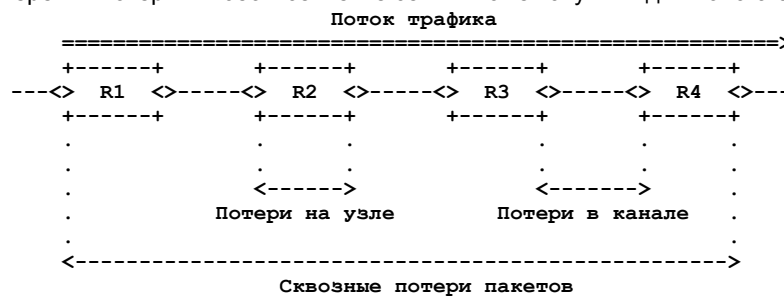 Поток трафика
============================================================>
+------+ +------+ +------+ +------+
---<> R1 <>-----<> R2 <>-----<> R3 <>-----<> R4 <>---
+------+ +------+ +------+ +------+
. . . . . .
. . . . . .
. <------> <-------> .
. Потери на узле Потери в канале .
. .
<--------------------------------------------------------->
Сквозные потери пакетов